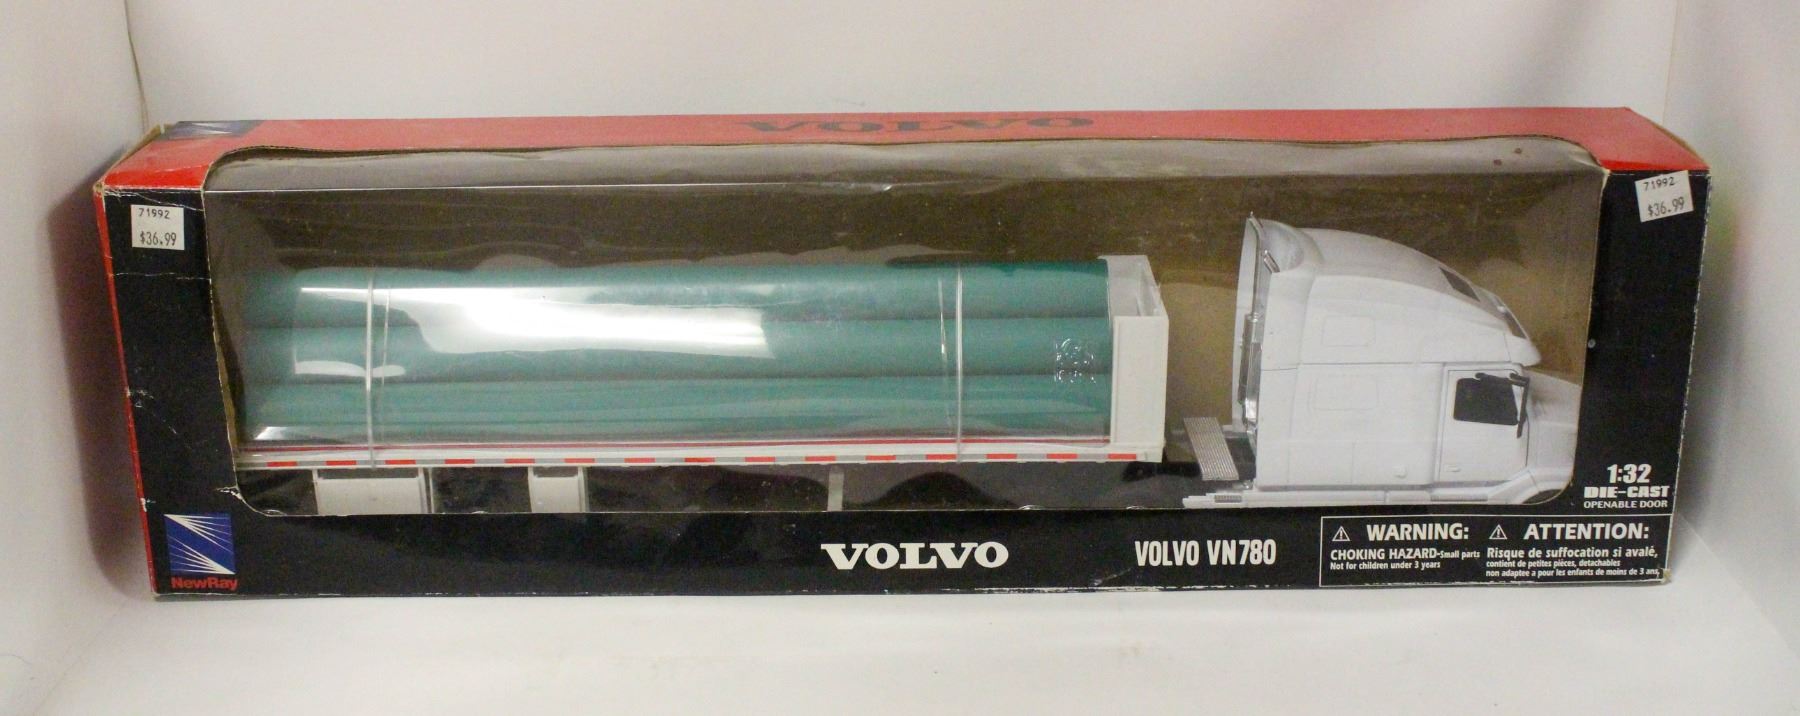 VOLVO
71992
$36.99
71992
$36.99
1:32
DIE-CAST
OPENABLE DOOR
NewRay
VOLVO
VOLVO VN780
⚠ WARNING:
CHOKING HAZARD-Small parts
Not for children under 3 years
⚠ ATTENTION:
Risque de suffocation si avalé,
contient de petites pièces, détachables
non adaptee a pour les enfants de moins de 3 ans,